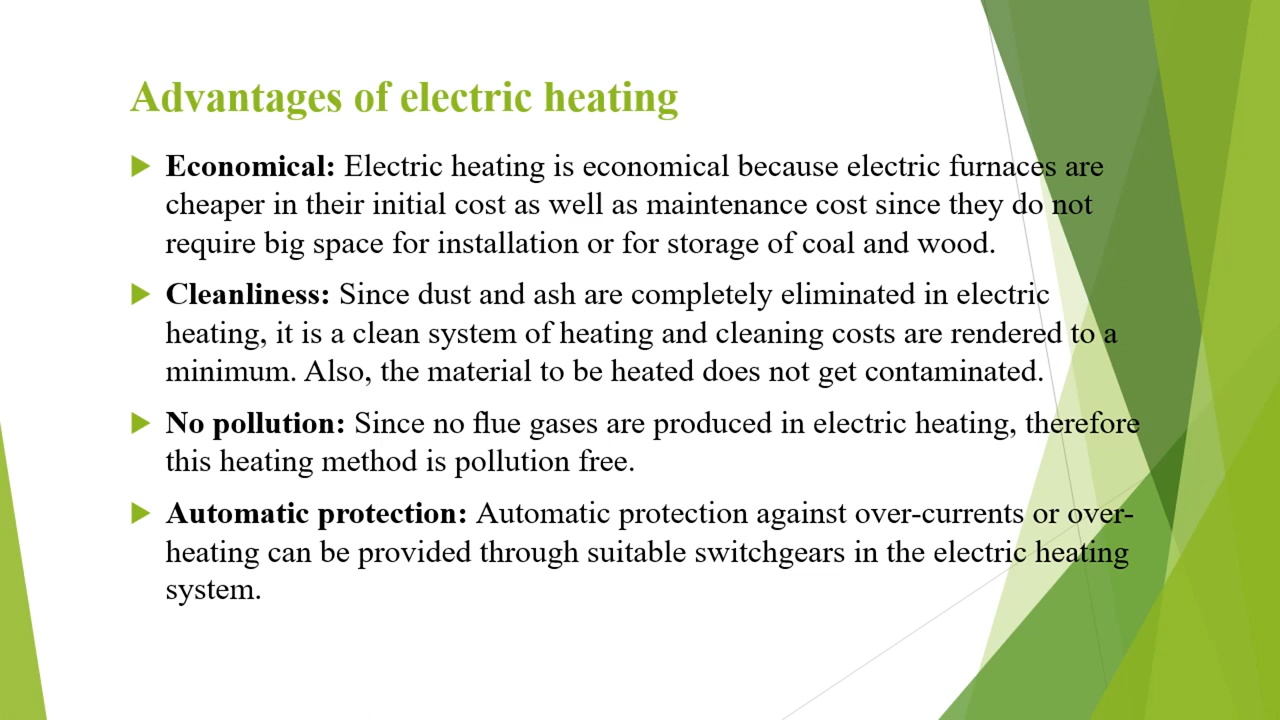 Advantages of electric heating
Economical: Electric heating is economical because electric furnaces are
cheaper in their initial cost as well as maintenance cost since they do not
require big space for installation or for storage of coal and wood.
Cleanliness: Since dust and ash are completely eliminated in electric
heating, it is a clean system of heating and cleaning costs are rendered to a
minimum. Also, the material to be heated does not get contaminated.
No pollution: Since no flue gases are produced in electric heating, therefore
this heating method is pollution free.
Automatic protection: Automatic protection against over-currents or over-
heating can be provided through suitable switchgears in the electric heating
system.